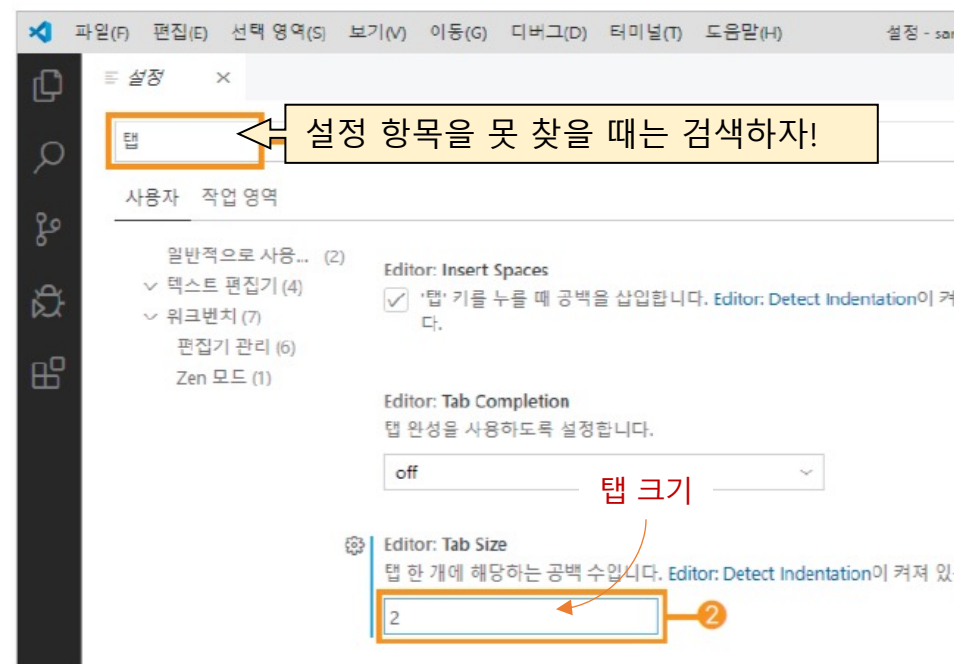 파일(F) 편집(E) 선택 영역(S) 보기(V) 이동(G) 디버그(D) 터미널(T) 도움말(H) 설정 - sar
설정
탭
설정 항목을 못 찾을 때는 검색하자!
사용자 작업 영역
일반적으로 사용... (2)
텍스트 편집기 (4)
워크벤치 (7)
편집기 관리 (6)
Zen 모드 (1)
Editor: Insert Spaces
'탭' 키를 누를 때 공백을 삽입합니다. Editor: Detect Indentation이 켜
다.
Editor: Tab Completion
탭 완성을 사용하도록 설정합니다.
off
탭 크기
Editor: Tab Size
탭 한 개에 해당하는 공백 수입니다. Editor: Detect Indentation이 켜져 있
2
2